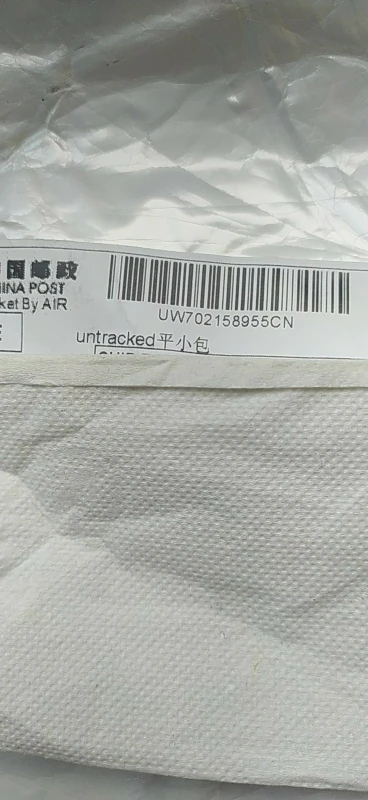 国邮政
INA POST
ket By AIR
UW702158955CN
E
untracked平小包